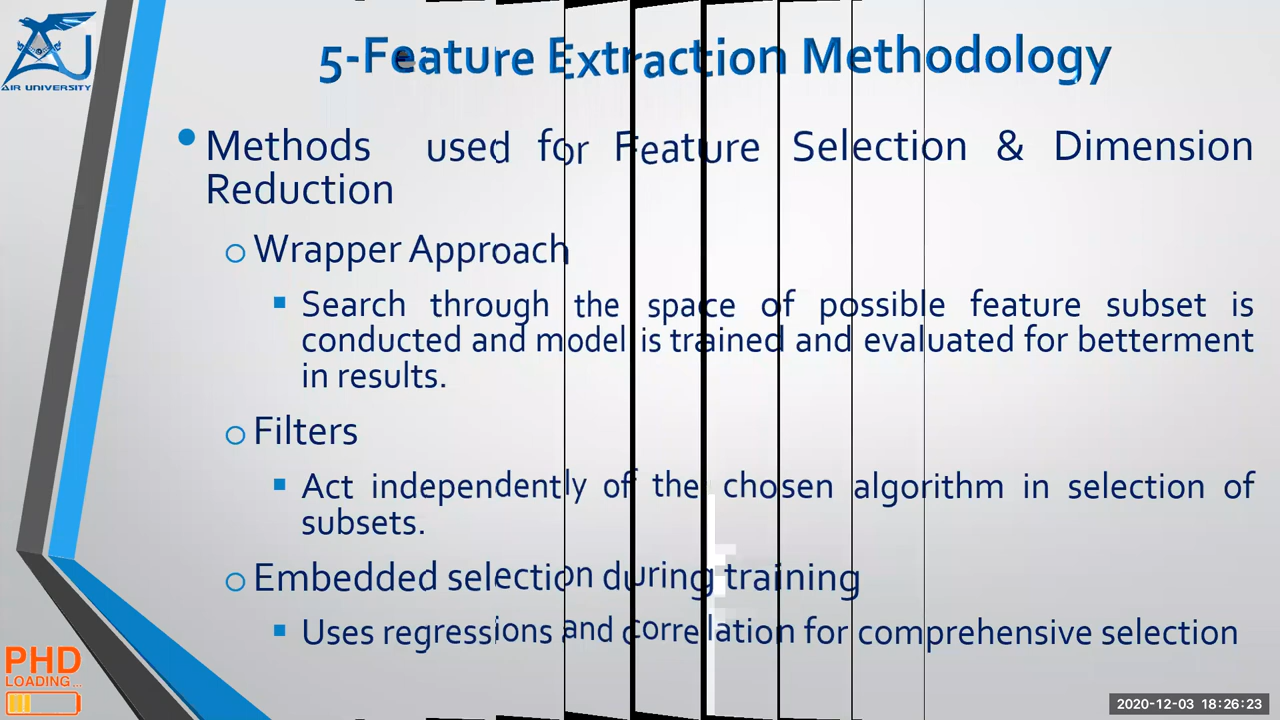 AIR UNIVERSITY
5-Feature Extraction Methodology
Methods used for Feature Selection & Dimension
Reduction
Wrapper Approach
Search through the space of possible feature subset is
conducted and model is trained and evaluated for betterment
in results.
Filters
Act independently of the chosen algorithm in selection of
subsets.
Embedded selection during training
Uses regressions and correlation for comprehensive selection
PHD
LOADING...
2020-12-03 18:26:23